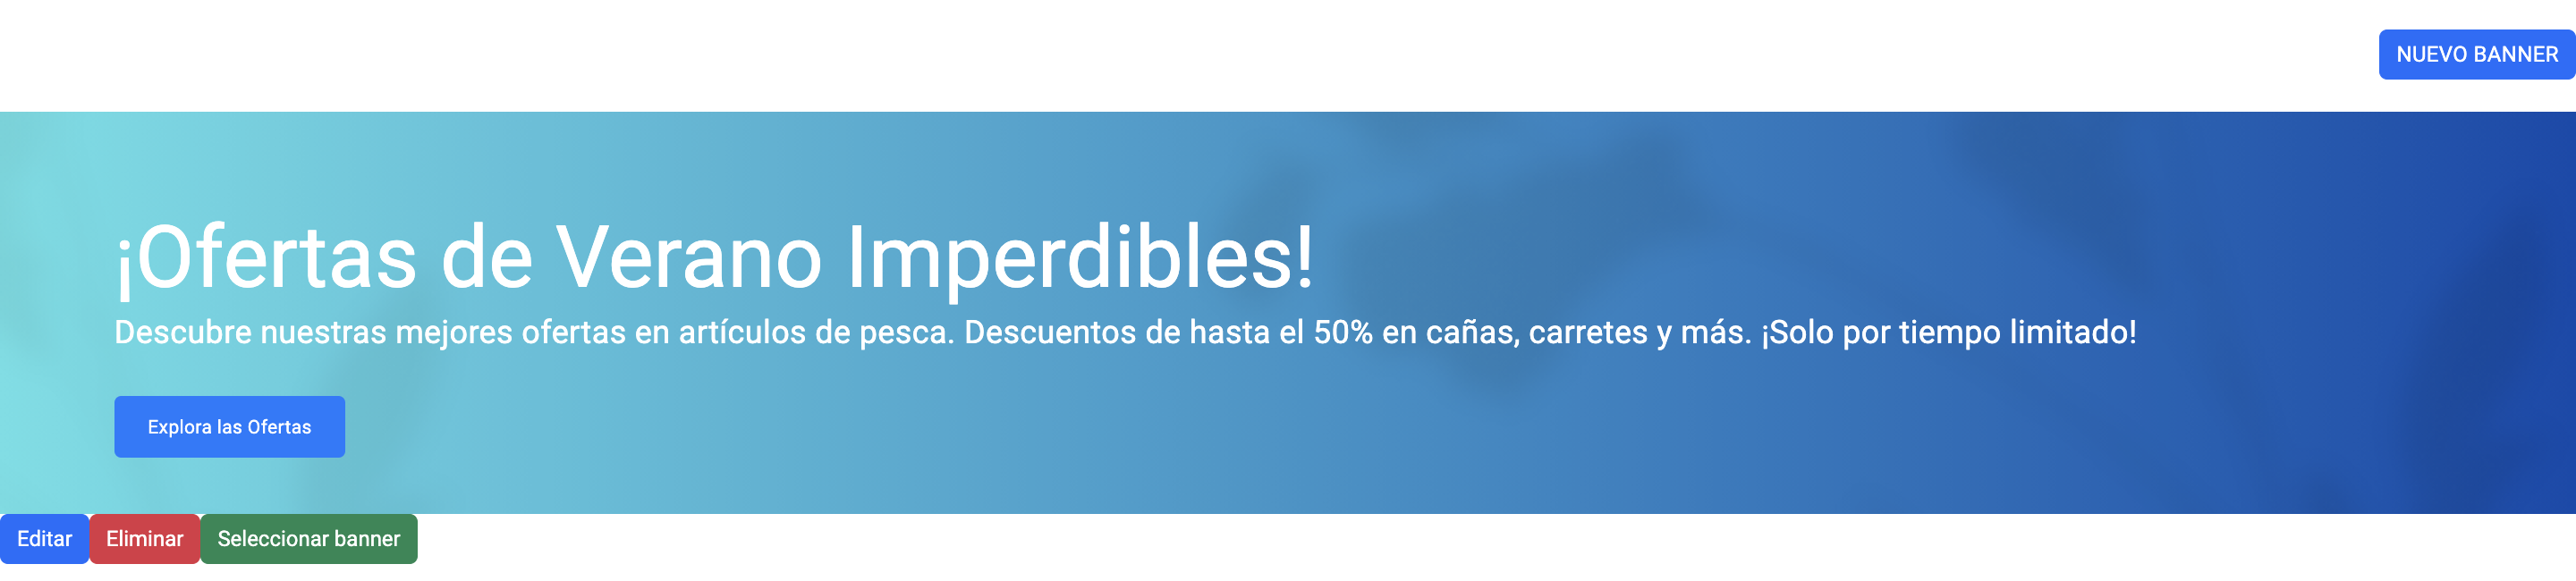 NUEVO BANNER
¡Ofertas de Verano Imperdibles!
Descubre nuestras mejores ofertas en artículos de pesca. Descuentos de hasta el 50% en cañas, carretes y más. ¡Solo por tiempo limitado!
Explora las Ofertas
Editar Eliminar Seleccionar banner